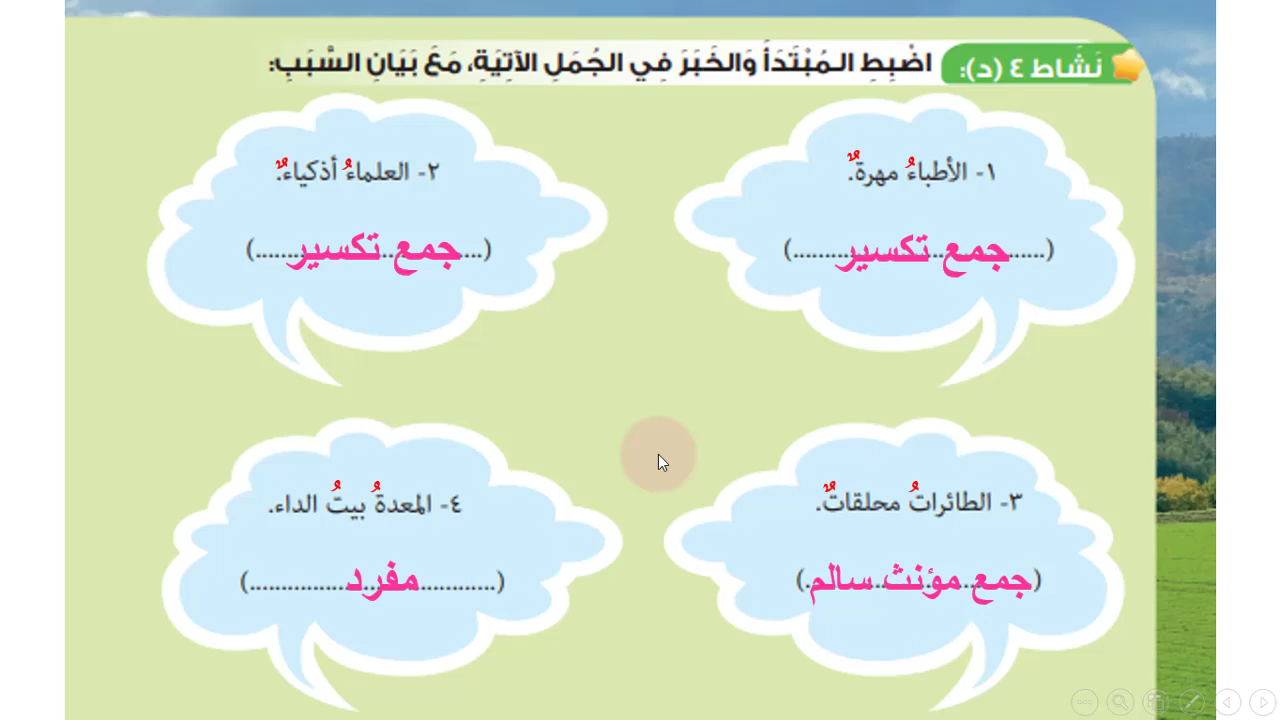 نَشَاط ٤ (د): اضْبِطِ الـمُبْتَدَأَ وَالخَبَرَ فِي الجُمَلِ الآتِيَةِ، مَعَ بَيَانِ السَّبَبِ:
١- الأطباءُ مهرةٌ.
(جمع تكسير)
٢- العلماءُ أذكياءٌ.
(جمع تكسير)
٣- الطائراتُ محلقاتٌ.
(جمع مؤنث سالم)
٤- المعدةُ بيتُ الداء.
(مفرد)